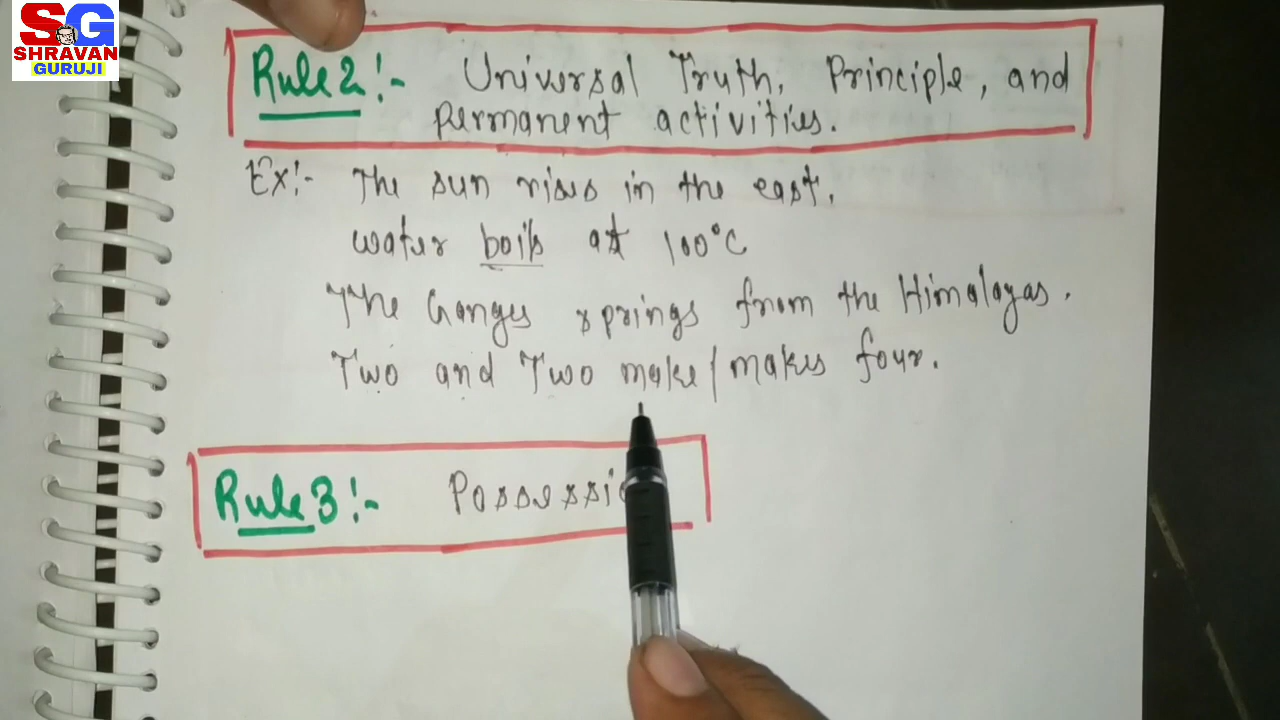 SG
SHRAVAN
GURUJI
Rule 2:- Universal Truth, Principle, and
permanent activities.
Ex:- The sun rises in the east.
water boils at 100°C
The Ganges springs from the Himalayas.
Two and Two make/makes four.
Rule 3:- Possessio